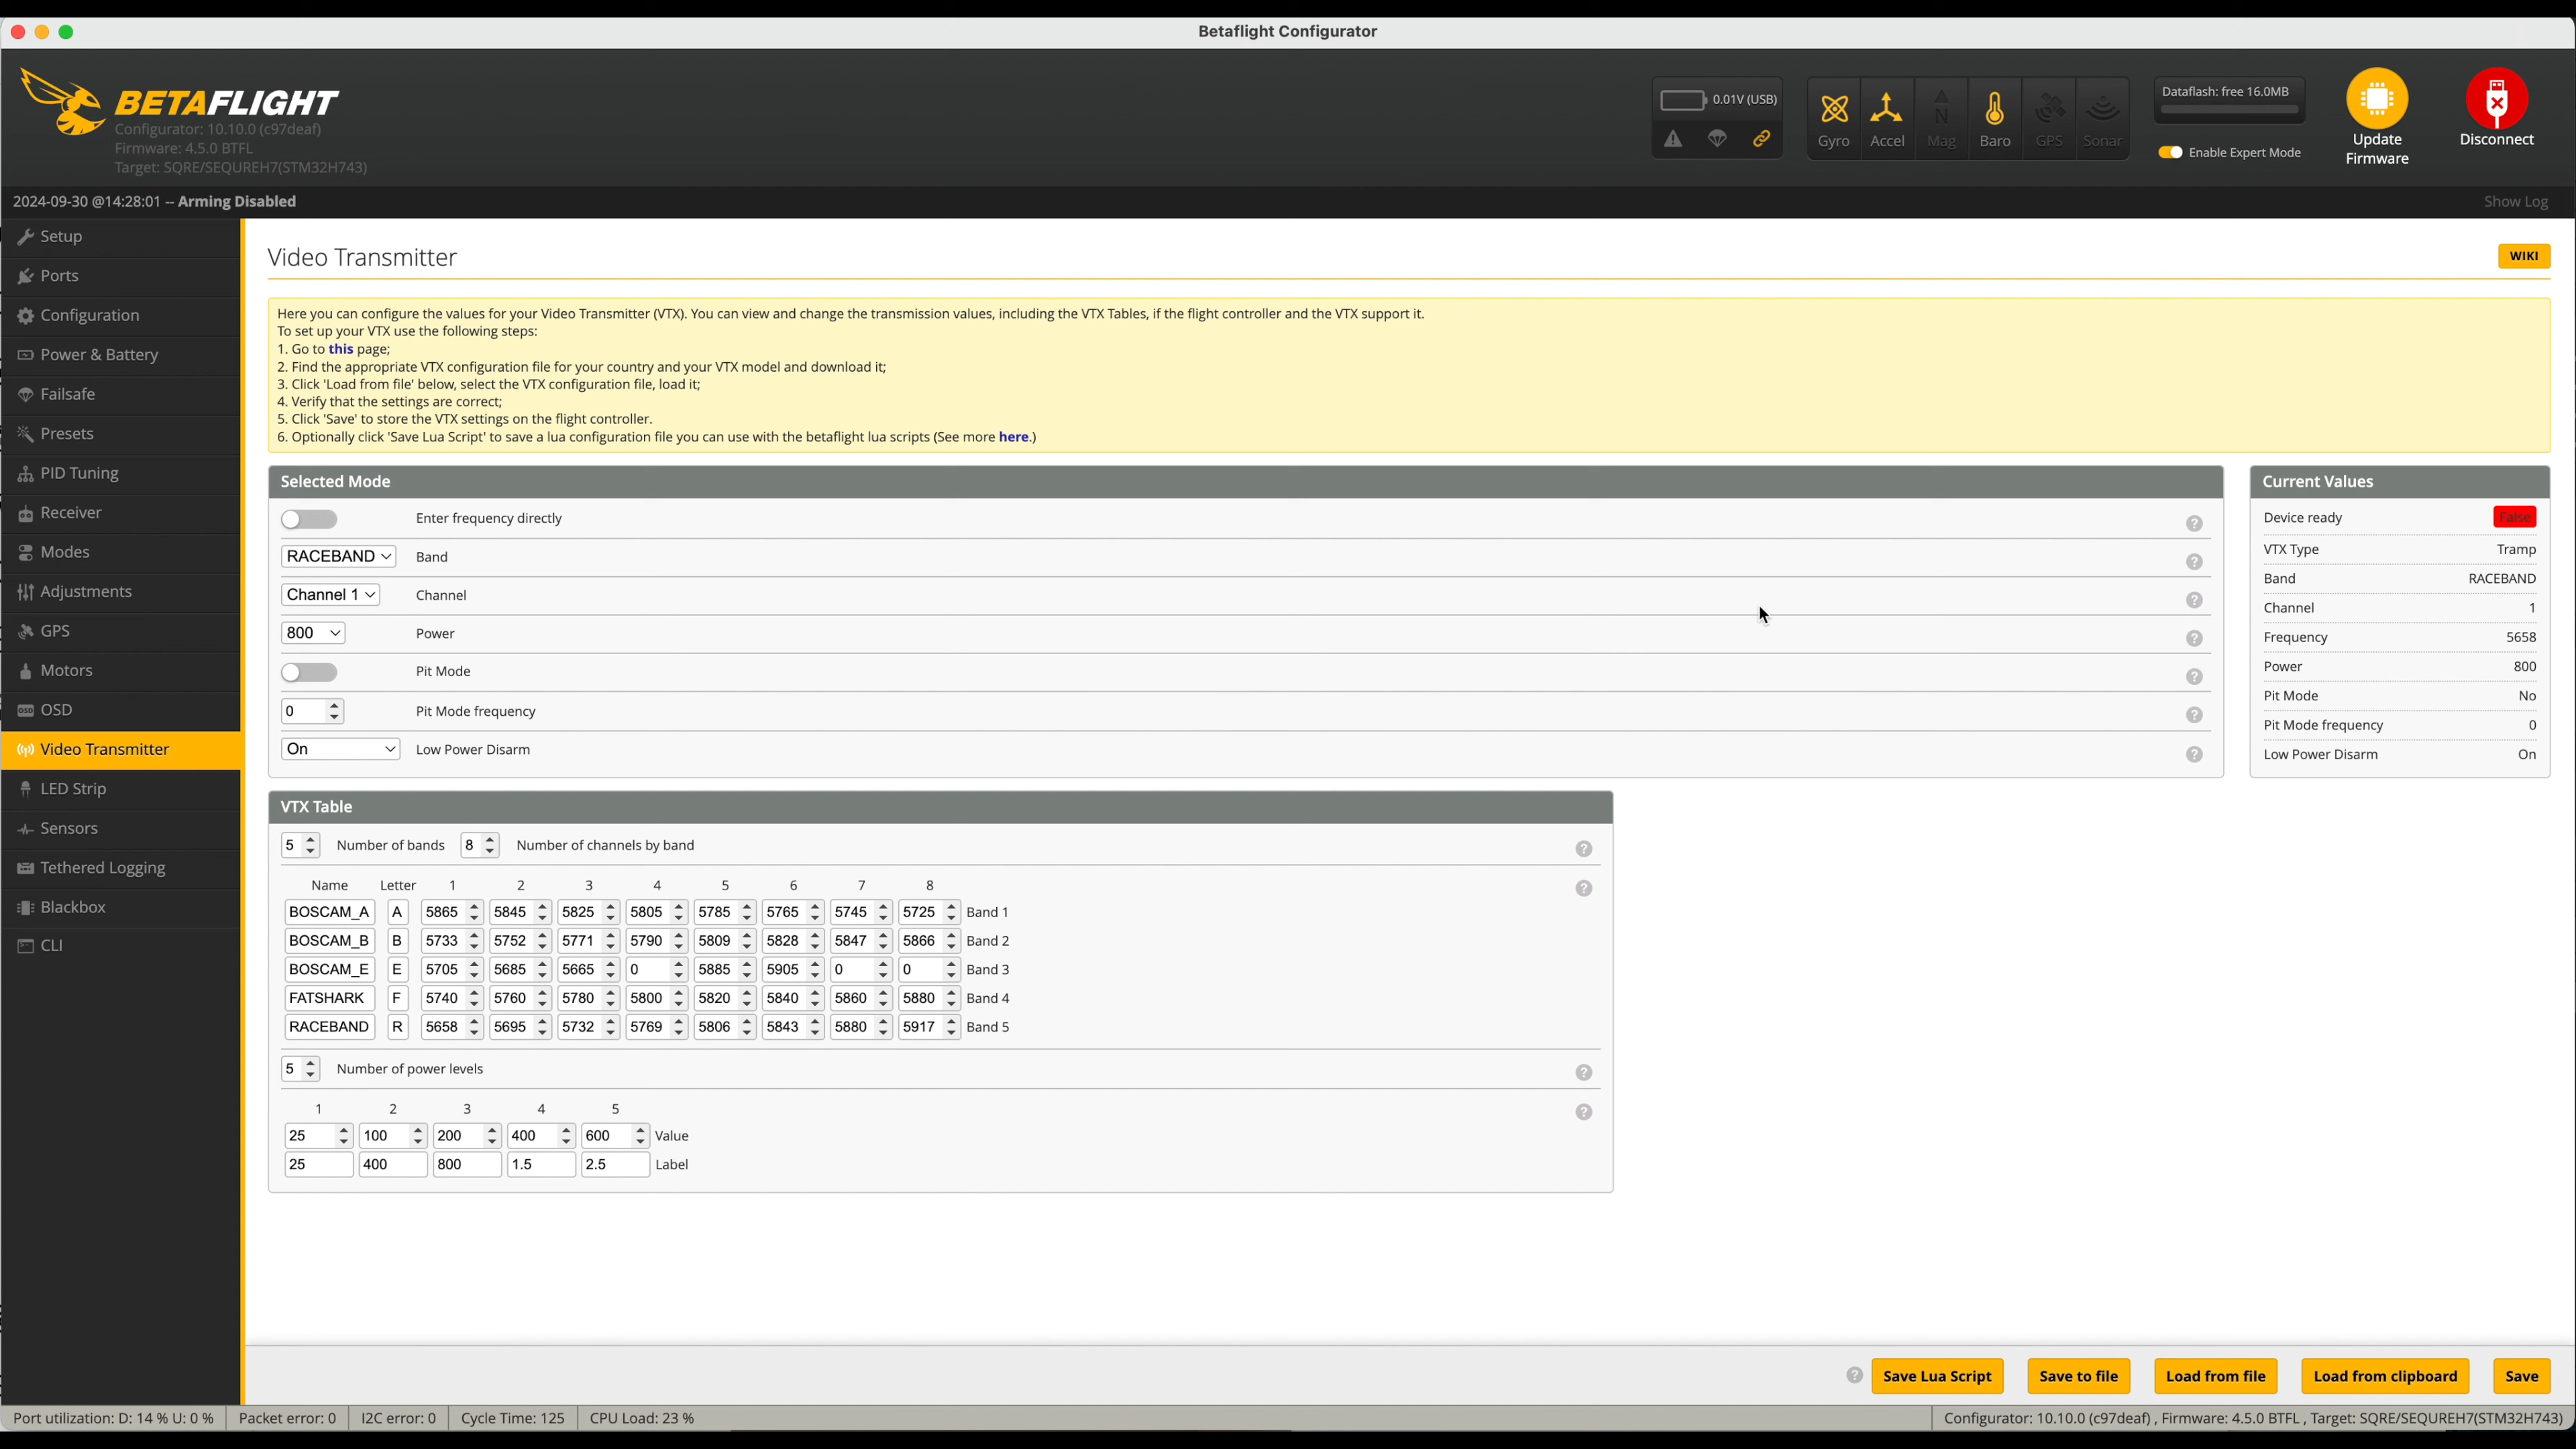 Betaflight Configurator
BETAFLIGHT
Configurator: 10.10.0 (c97deaf)
Firmware: 4.5.0 BTFL
Target: SQRE/SEQUREH7(STM32H743)
0.01V (USB)
Gyro Accel Mag Baro GPS Sonar
Dataflash: free 16.0MB
Enable Expert Mode
Update
Firmware
Disconnect
2024-09-30 @14:28:01 -- Arming Disabled
Show Log
Setup
Ports
Configuration
Power & Battery
Failsafe
Presets
PID Tuning
Receiver
Modes
Adjustments
GPS
Motors
OSD
Video Transmitter
LED Strip
Sensors
Tethered Logging
Blackbox
CLI
Video Transmitter
WIKI
Here you can configure the values for your Video Transmitter (VTX). You can view and change the transmission values, including the VTX Tables, if the flight controller and the VTX support it.
To set up your VTX use the following steps:
1. Go to this page;
2. Find the appropriate VTX configuration file for your country and your VTX model and download it;
3. Click 'Load from file' below, select the VTX configuration file, load it;
4. Verify that the settings are correct;
5. Click 'Save' to store the VTX settings on the flight controller.
6. Optionally click 'Save Lua Script' to save a lua configuration file you can use with the betaflight lua scripts (See more here.)
Selected Mode
Enter frequency directly ?
RACEBAND Band ?
Channel 1 Channel ?
800 Power ?
Pit Mode ?
0 Pit Mode frequency ?
On Low Power Disarm ?
Current Values
Device ready False
VTX Type Tramp
Band RACEBAND
Channel 1
Frequency 5658
Power 800
Pit Mode No
Pit Mode frequency 0
Low Power Disarm On
VTX Table
5 Number of bands 8 Number of channels by band ?
Name Letter 1 2 3 4 5 6 7 8 ?
BOSCAM_A A 5865 5845 5825 5805 5785 5765 5745 5725 Band 1
BOSCAM_B B 5733 5752 5771 5790 5809 5828 5847 5866 Band 2
BOSCAM_E E 5705 5685 5665 0 5885 5905 0 0 Band 3
FATSHARK F 5740 5760 5780 5800 5820 5840 5860 5880 Band 4
RACEBAND R 5658 5695 5732 5769 5806 5843 5880 5917 Band 5
5 Number of power levels ?
1 2 3 4 5 ?
25 100 200 400 600 Value
25 400 800 1.5 2.5 Label
? Save Lua Script Save to file Load from file Load from clipboard Save
Port utilization: D: 14 % U: 0 % Packet error: 0 I2C error: 0 Cycle Time: 125 CPU Load: 23 % Configurator: 10.10.0 (c97deaf) , Firmware: 4.5.0 BTFL , Target: SQRE/SEQUREH7(STM32H743)